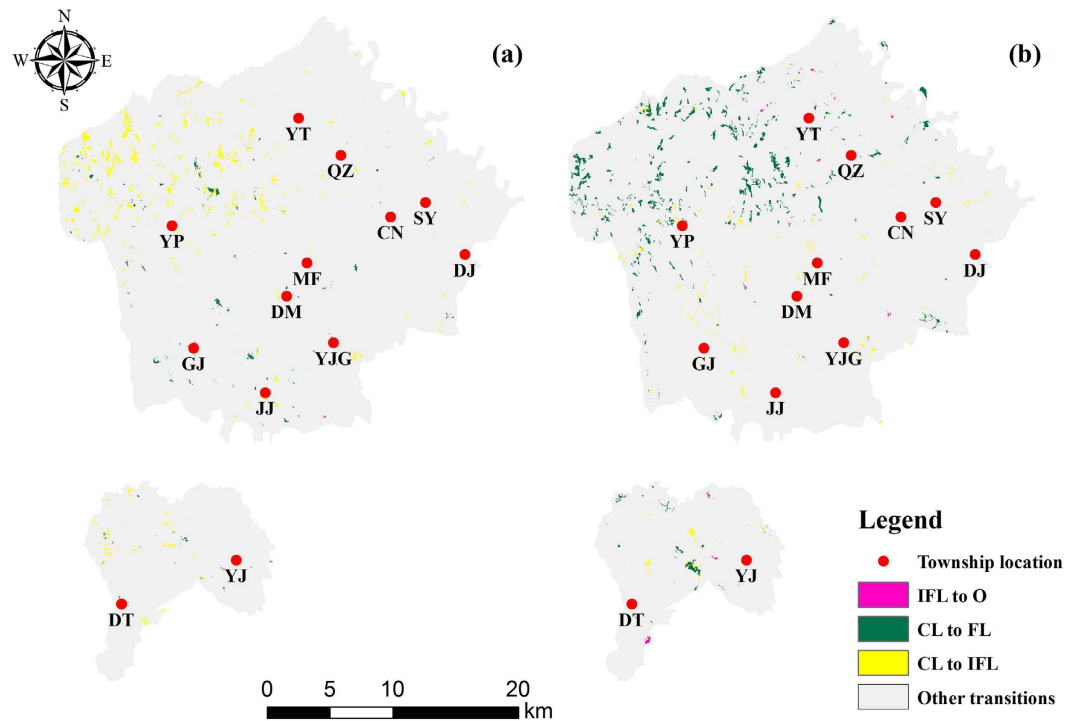 N
W E
S
(a)
YT
QZ
SY
CN
YP
DJ
MF
DM
YJG
GJ
JJ
YJ
DT
(b)
YT
QZ
SY
CN
YP
DJ
MF
DM
YJG
GJ
JJ
YJ
DT
Legend
Township location
IFL to O
CL to FL
CL to IFL
Other transitions
0 5 10 20
km